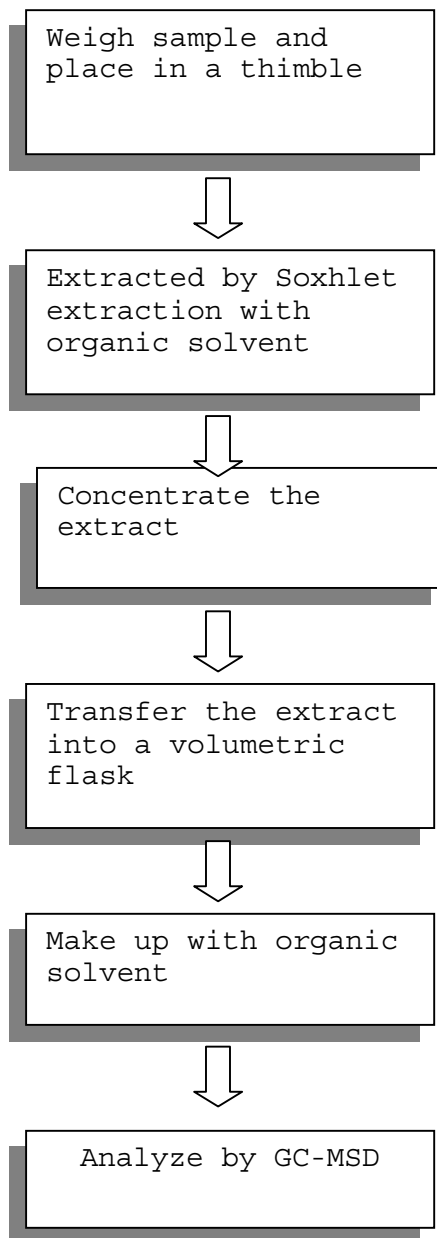 Weigh sample and
place in a thimble
Extracted by Soxhlet
extraction with
organic solvent
Concentrate the
extract
Transfer the extract
into a volumetric
flask
Make up with organic
solvent
Analyze by GC-MSD